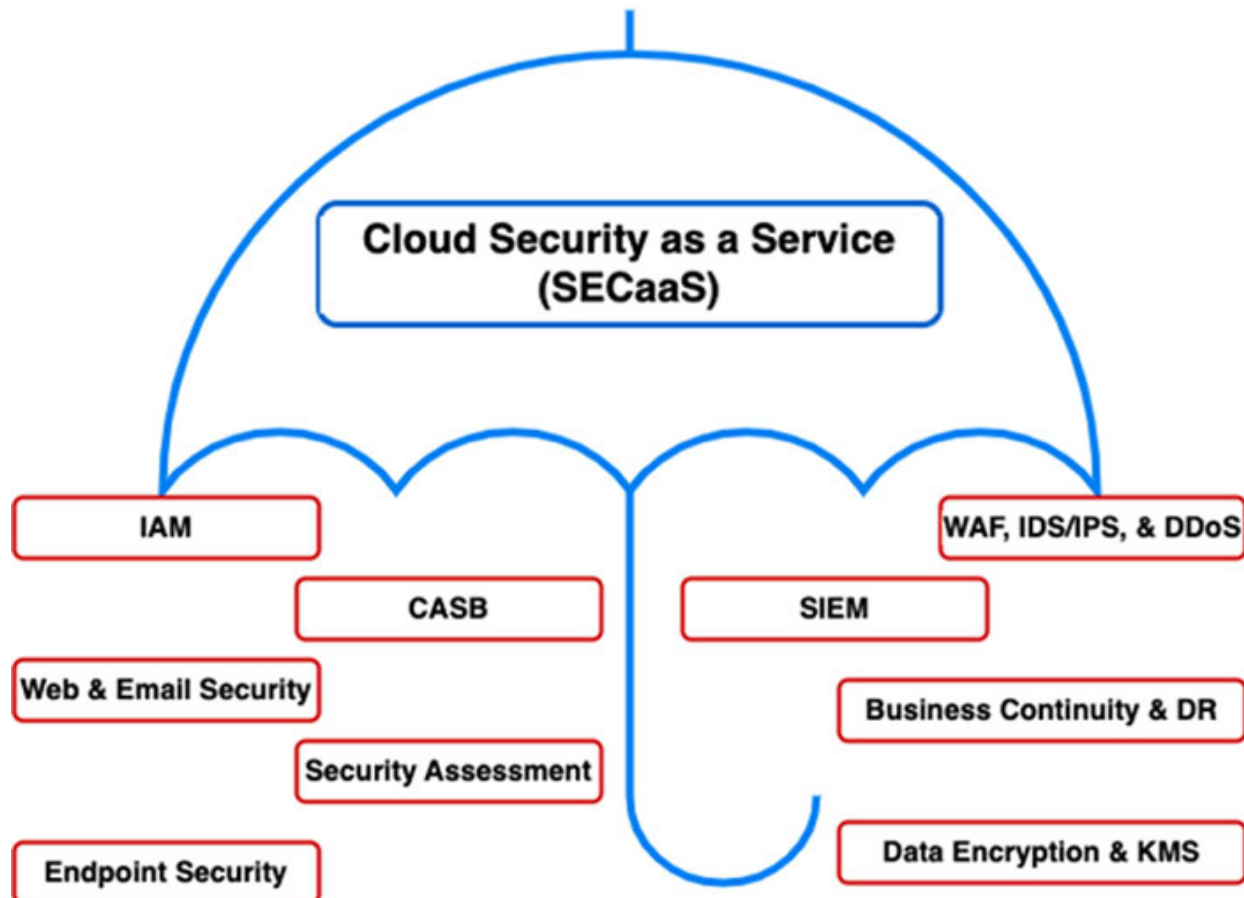 Cloud Security as a Service
(SECaaS)
IAM
WAF, IDS/IPS, & DDoS
CASB
SIEM
Web & Email Security
Business Continuity & DR
Security Assessment
Data Encryption & KMS
Endpoint Security